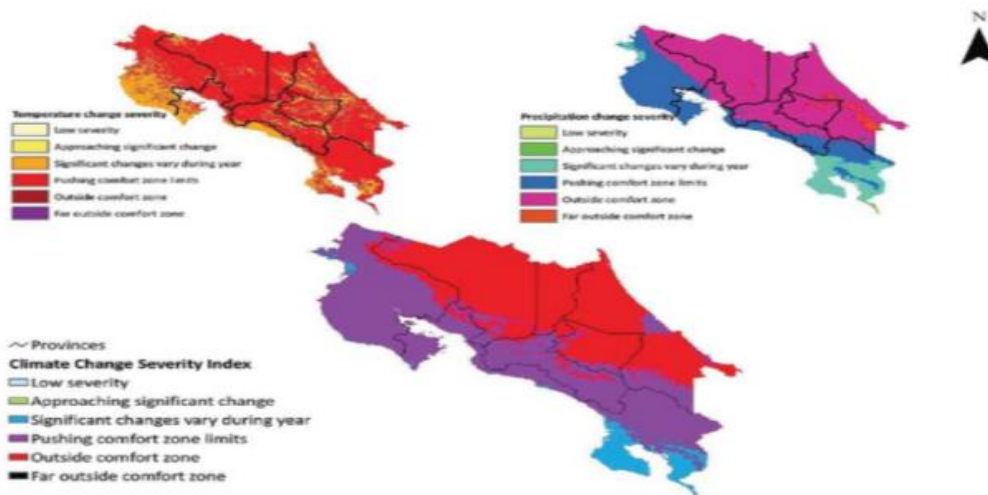 N
Temperature change severity
Low severity
Approaching significant change
Significant changes vary during year
Pushing comfort zone limits
Outside comfort zone
Far outside comfort zone
Precipitation change severity
Low severity
Approaching significant change
Significant changes vary during year
Pushing comfort zone limits
Outside comfort zone
Far outside comfort zone
Provinces
Climate Change Severity Index
Low severity
Approaching significant change
Significant changes vary during year
Pushing comfort zone limits
Outside comfort zone
Far outside comfort zone